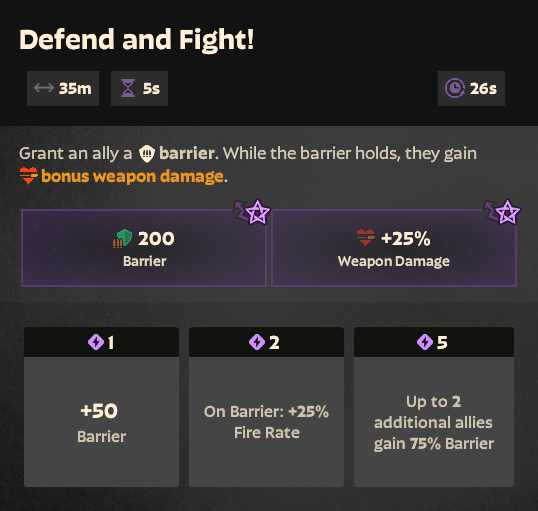 Defend and Fight!
35m 5s 26s
Grant an ally a barrier. While the barrier holds, they gain
bonus weapon damage.
200
Barrier
+25%
Weapon Damage
1
+50
Barrier
2
On Barrier: +25%
Fire Rate
5
Up to 2
additional allies
gain 75% Barrier